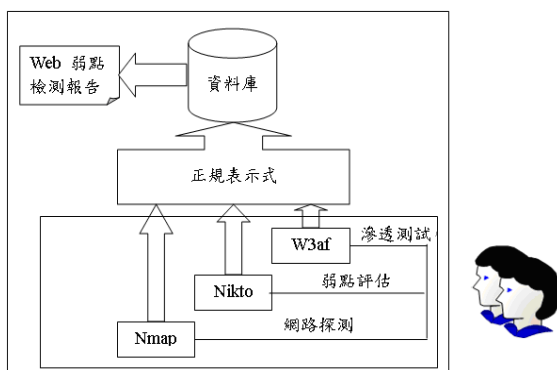 Web 弱點
檢測報告
資料庫
正規表示式
W3af
滲透測試
Nikto
弱點評估
Nmap
網路探測